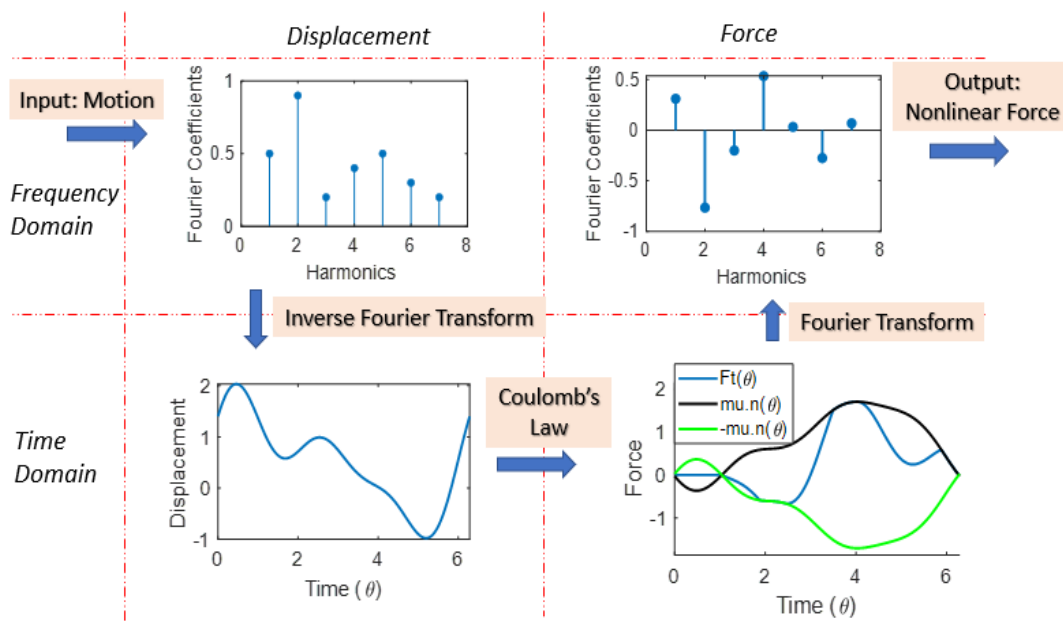 Displacement
Force
Input: Motion
Output:
Nonlinear Force
Frequency
Domain
Fourier Coefficients
1
0.5
0
0 2 4 6 8
Harmonics
Fourier Coefficients
0.5
0
-0.5
-1
0 2 4 6 8
Harmonics
Inverse Fourier Transform
Fourier Transform
Time
Domain
Displacement
2
1
0
-1
0 2 4 6
Time (θ)
Coulomb's
Law
Force
1
0
-1
Ft(θ)
mu.n(θ)
-mu.n(θ)
2
0 2 4 6
Time (θ)